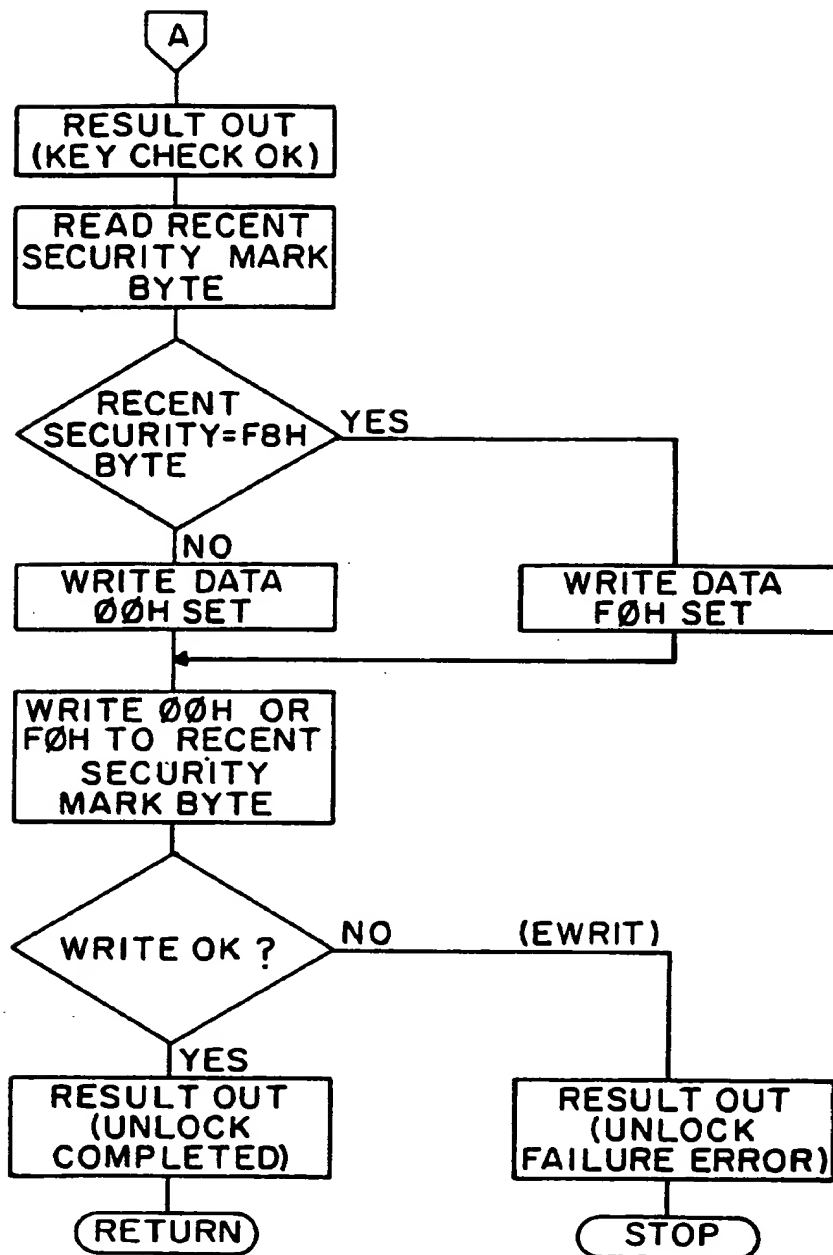 A
RESULT OUT
(KEY CHECK OK)
READ RECENT
SECURITY MARK
BYTE
RECENT
SECURITY=F8H
BYTE
YES
NO
WRITE DATA
ØØH SET
WRITE DATA
FØH SET
WRITE ØØH OR
FØH TO RECENT
SECURITY
MARK BYTE
WRITE OK ?
NO (EWRIT)
YES
RESULT OUT
(UNLOCK
COMPLETED)
RESULT OUT
(UNLOCK
FAILURE ERROR)
RETURN
STOP